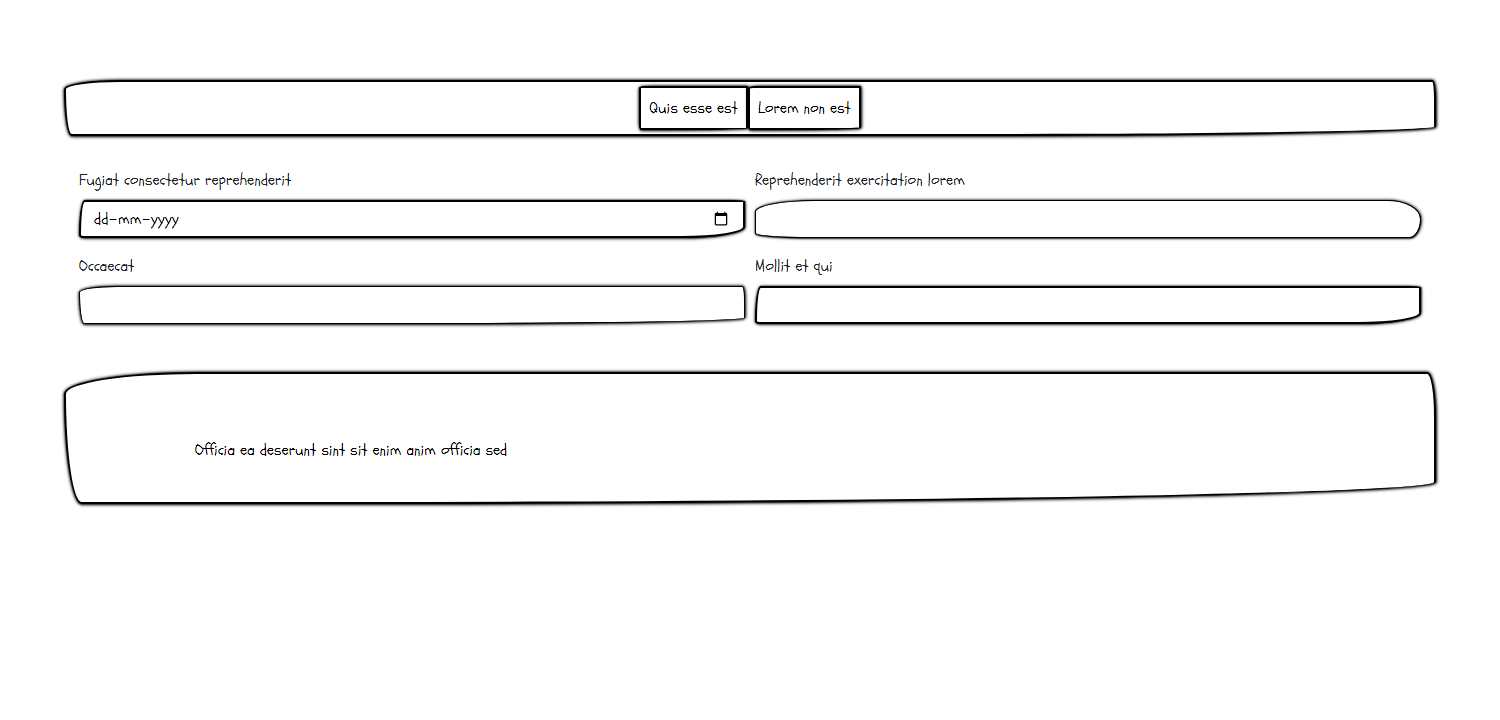 Quis esse est Lorem non est
Fugiat consectetur reprehenderit
Reprehenderit exercitation lorem
dd-mm-yyyy
Occaecat
Mollit et qui
Officia ea deserunt sint sit enim anim officia sed